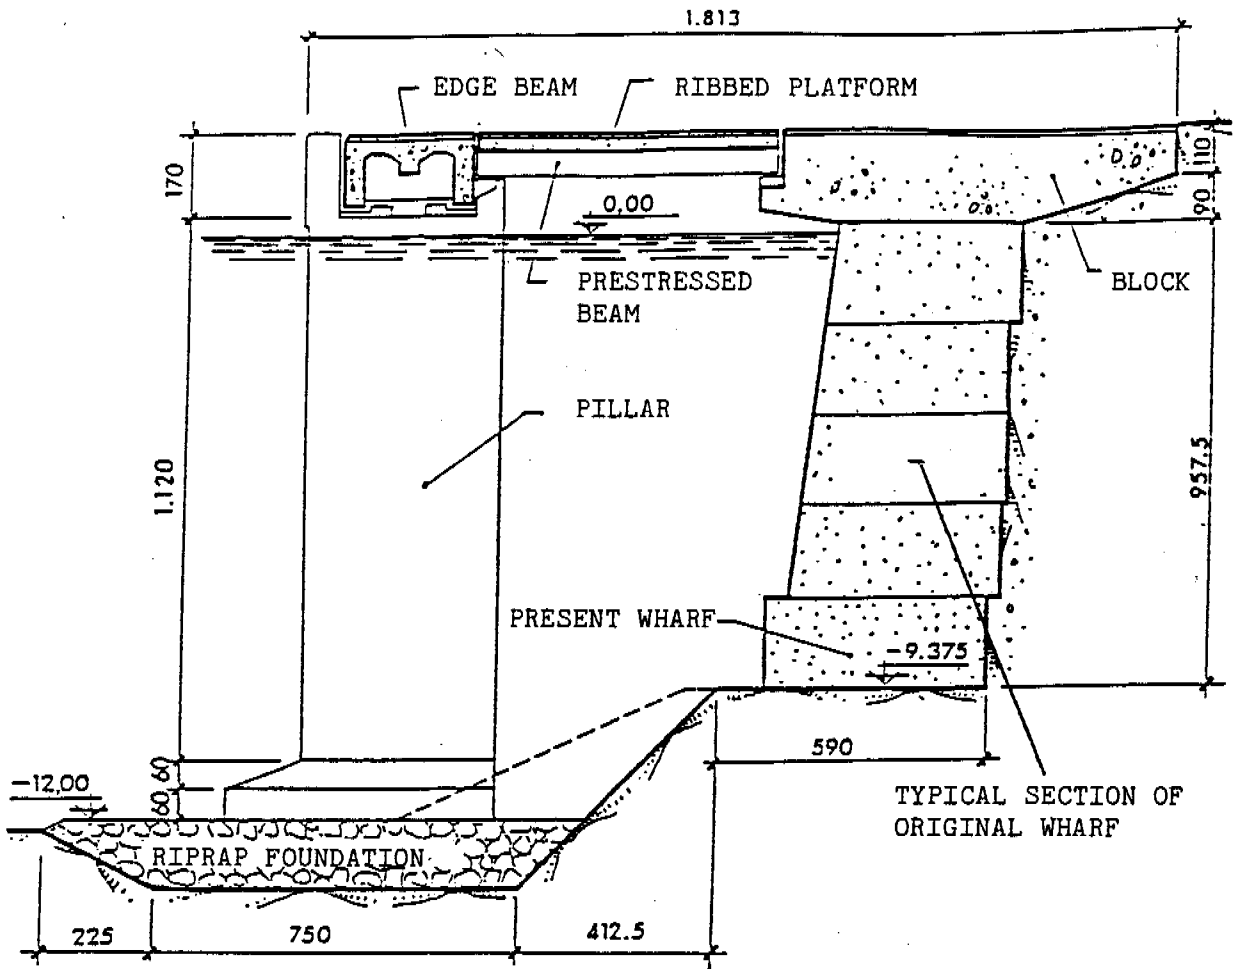 1.813
EDGE BEAM
RIBBED PLATFORM
170
110
90
0,00
PRESTRESSED
BEAM
BLOCK
PILLAR
1.120
957.5
PRESENT WHARF
-9.375
590
60
60
-12,00
TYPICAL SECTION OF
ORIGINAL WHARF
RIPRAP FOUNDATION
225
750
412.5